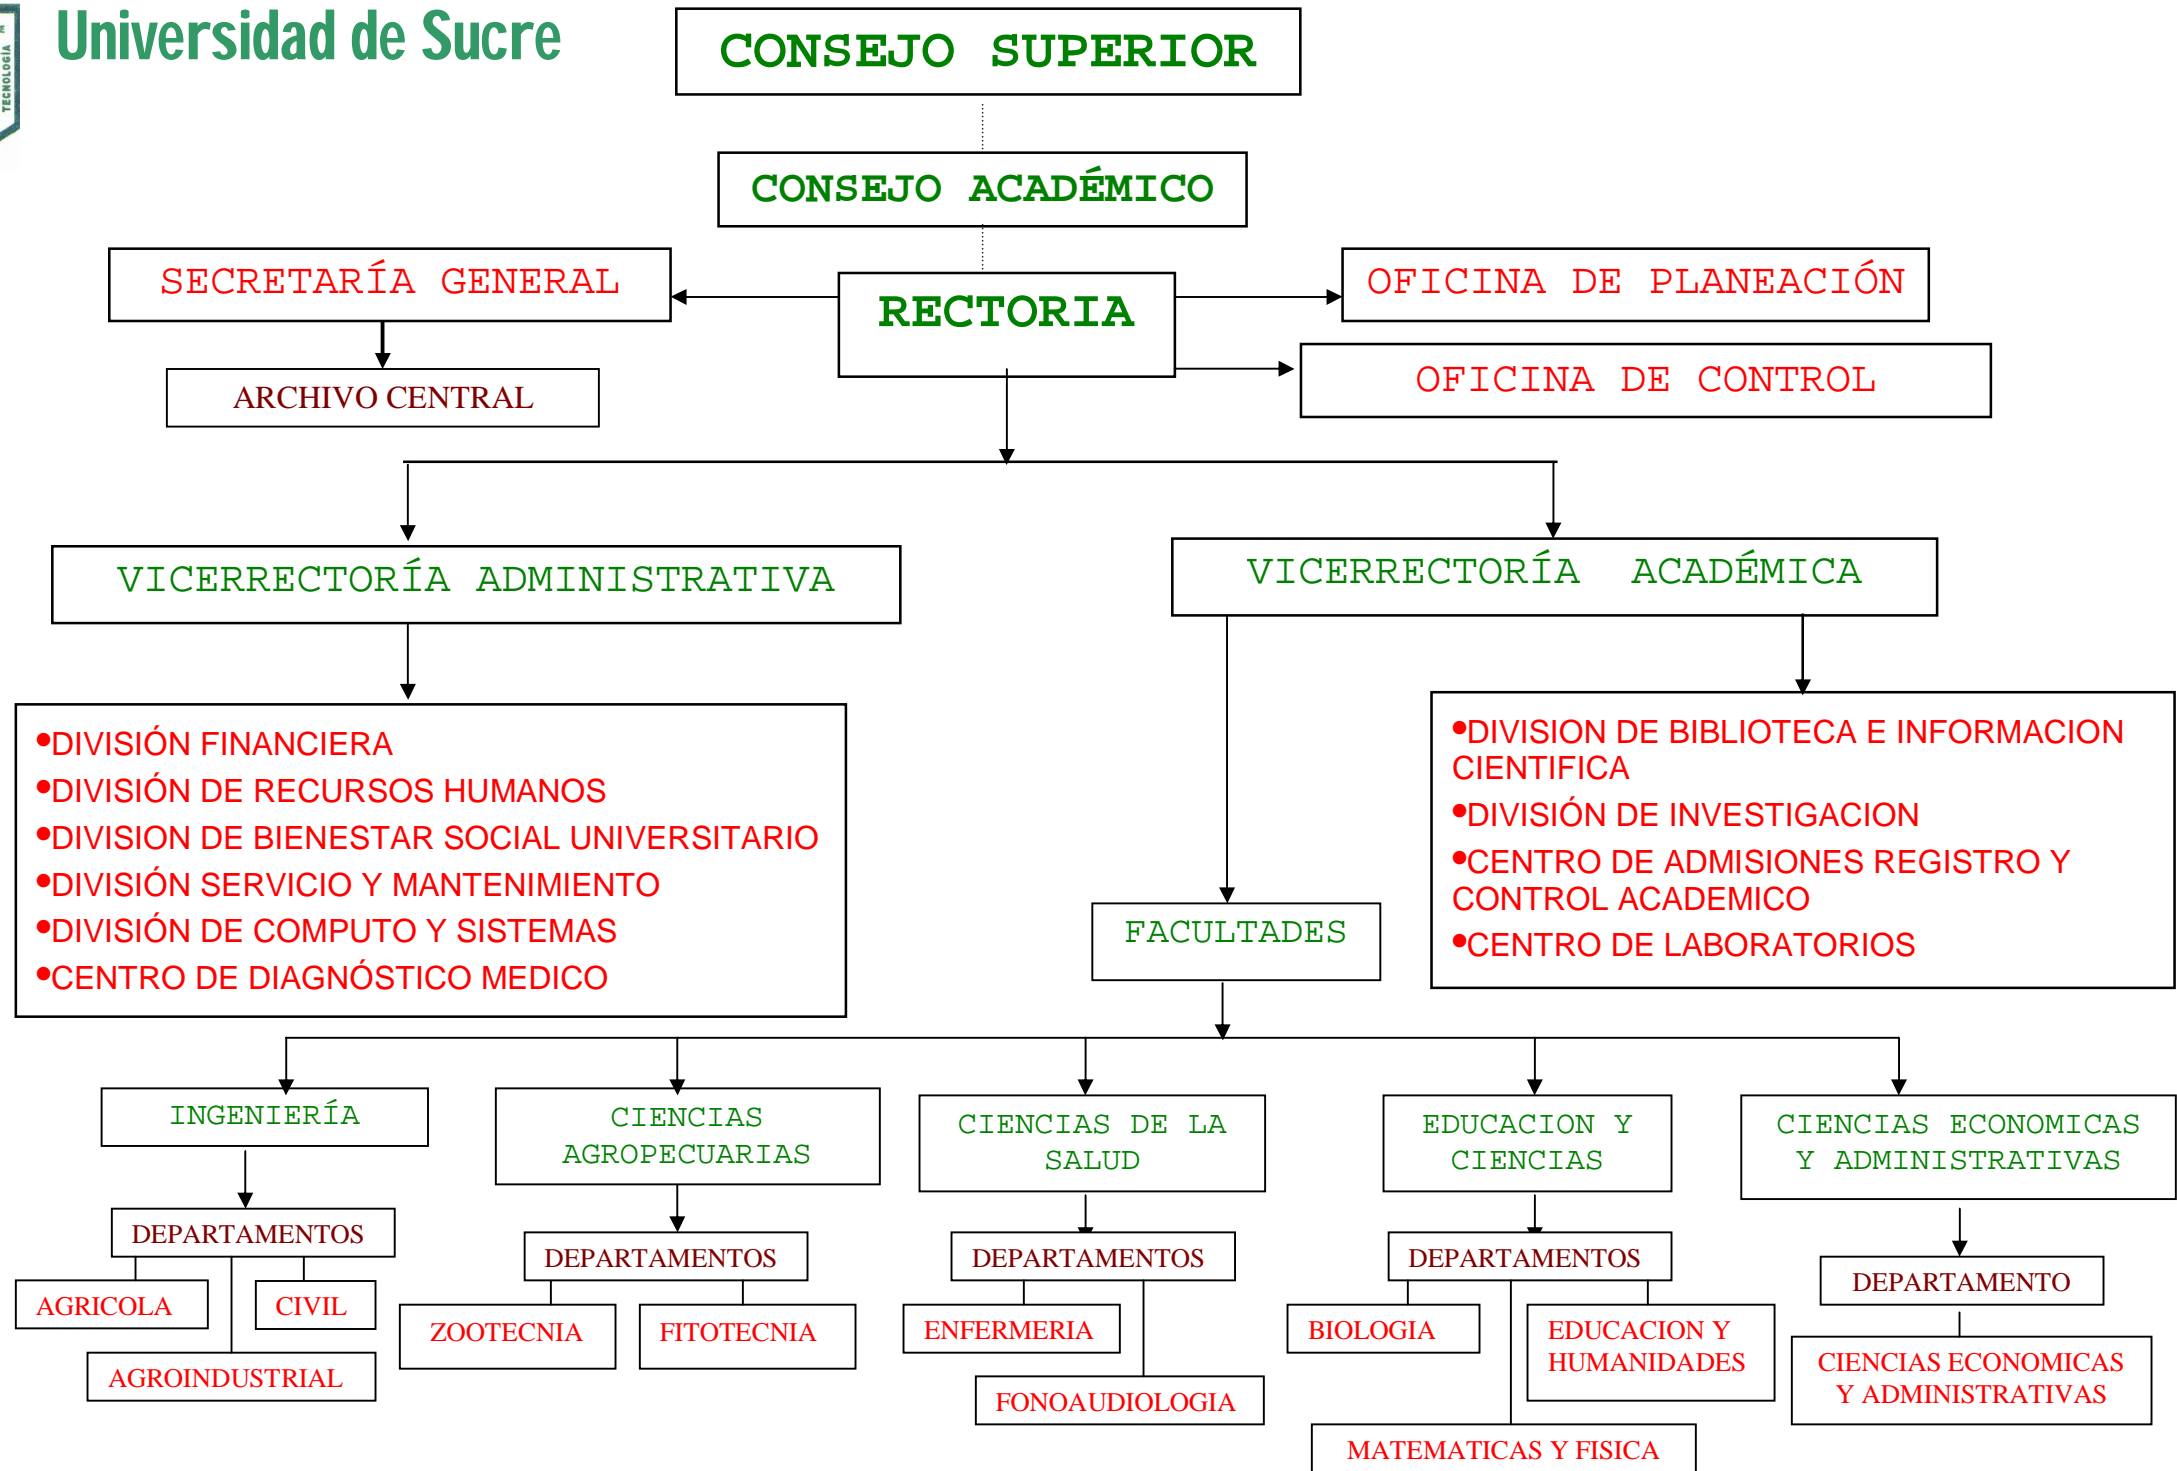 TECNOLOGÍA
Universidad de Sucre
CONSEJO SUPERIOR
CONSEJO ACADÉMICO
SECRETARÍA GENERAL
RECTORIA
OFICINA DE PLANEACIÓN
OFICINA DE CONTROL
ARCHIVO CENTRAL
VICERRECTORÍA ADMINISTRATIVA
VICERRECTORÍA ACADÉMICA
•DIVISIÓN FINANCIERA
•DIVISIÓN DE RECURSOS HUMANOS
•DIVISION DE BIENESTAR SOCIAL UNIVERSITARIO
•DIVISIÓN SERVICIO Y MANTENIMIENTO
•DIVISIÓN DE COMPUTO Y SISTEMAS
•CENTRO DE DIAGNÓSTICO MEDICO
•DIVISION DE BIBLIOTECA E INFORMACION
CIENTIFICA
•DIVISIÓN DE INVESTIGACION
•CENTRO DE ADMISIONES REGISTRO Y
CONTROL ACADEMICO
•CENTRO DE LABORATORIOS
FACULTADES
INGENIERÍA
CIENCIAS
AGROPECUARIAS
CIENCIAS DE LA
SALUD
EDUCACION Y
CIENCIAS
CIENCIAS ECONOMICAS
Y ADMINISTRATIVAS
DEPARTAMENTOS
DEPARTAMENTOS
DEPARTAMENTOS
DEPARTAMENTOS
DEPARTAMENTO
AGRICOLA
CIVIL
AGROINDUSTRIAL
ZOOTECNIA
FITOTECNIA
ENFERMERIA
FONOAUDIOLOGIA
BIOLOGIA
EDUCACION Y
HUMANIDADES
MATEMATICAS Y FISICA
CIENCIAS ECONOMICAS
Y ADMINISTRATIVAS